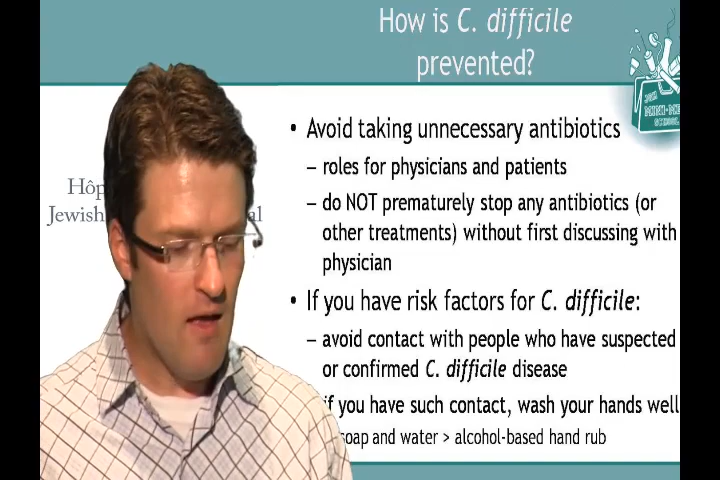 How is C. difficile
prevented?
• Avoid taking unnecessary antibiotics
– roles for physicians and patients
– do NOT prematurely stop any antibiotics (or
other treatments) without first discussing with
physician
• If you have risk factors for C. difficile:
– avoid contact with people who have suspected
or confirmed C. difficile disease
if you have such contact, wash your hands well
soap and water > alcohol-based hand rub
Jewish